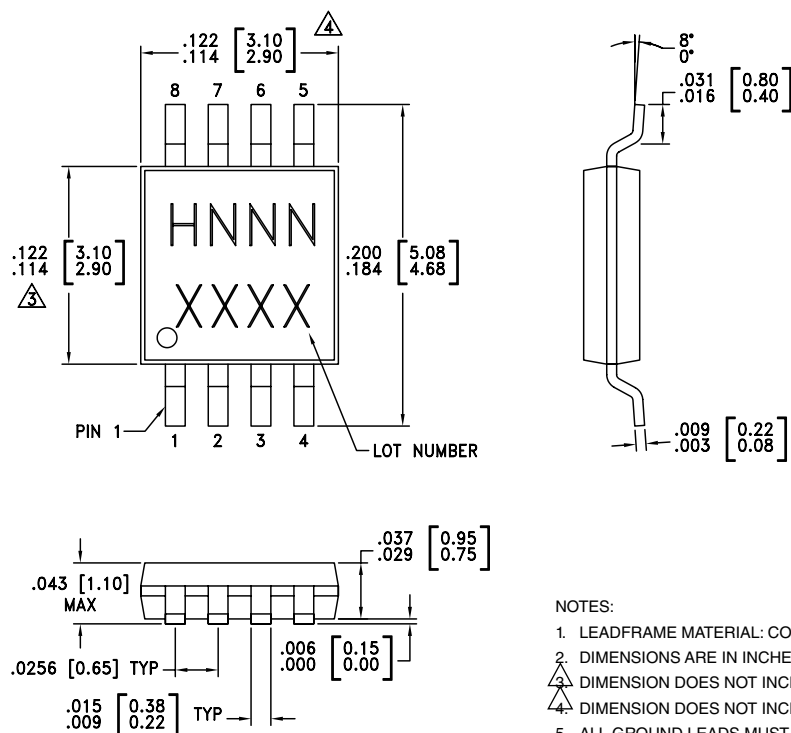 4
.122 [3.10]
.114 [2.90]
8 7 6 5
HNNN
XXXX
.122 [3.10]
.114 [2.90]
3
.200 [5.08]
.184 [4.68]
PIN 1
1 2 3 4
LOT NUMBER
8°
0°
.031 [0.80]
.016 [0.40]
.009 [0.22]
.003 [0.08]
.037 [0.95]
.029 [0.75]
.043 [1.10]
MAX
.006 [0.15]
.000 [0.00]
.0256 [0.65] TYP
.015 [0.38]
.009 [0.22] TYP
NOTES:
1. LEADFRAME MATERIAL: CO
2. DIMENSIONS ARE IN INCHE
3. DIMENSION DOES NOT INCL
4. DIMENSION DOES NOT INCL
5. ALL GROUND LEADS MUST